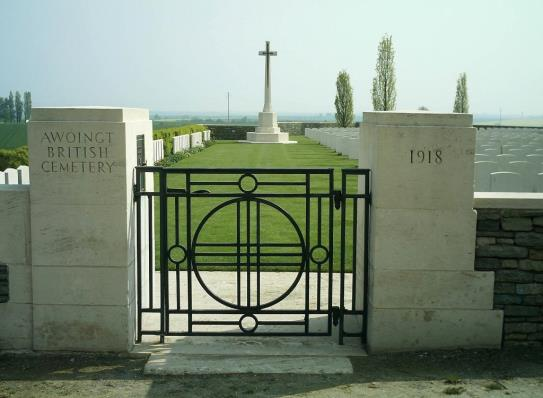 AWOINGT
BRITISH
CEMETERY
1918